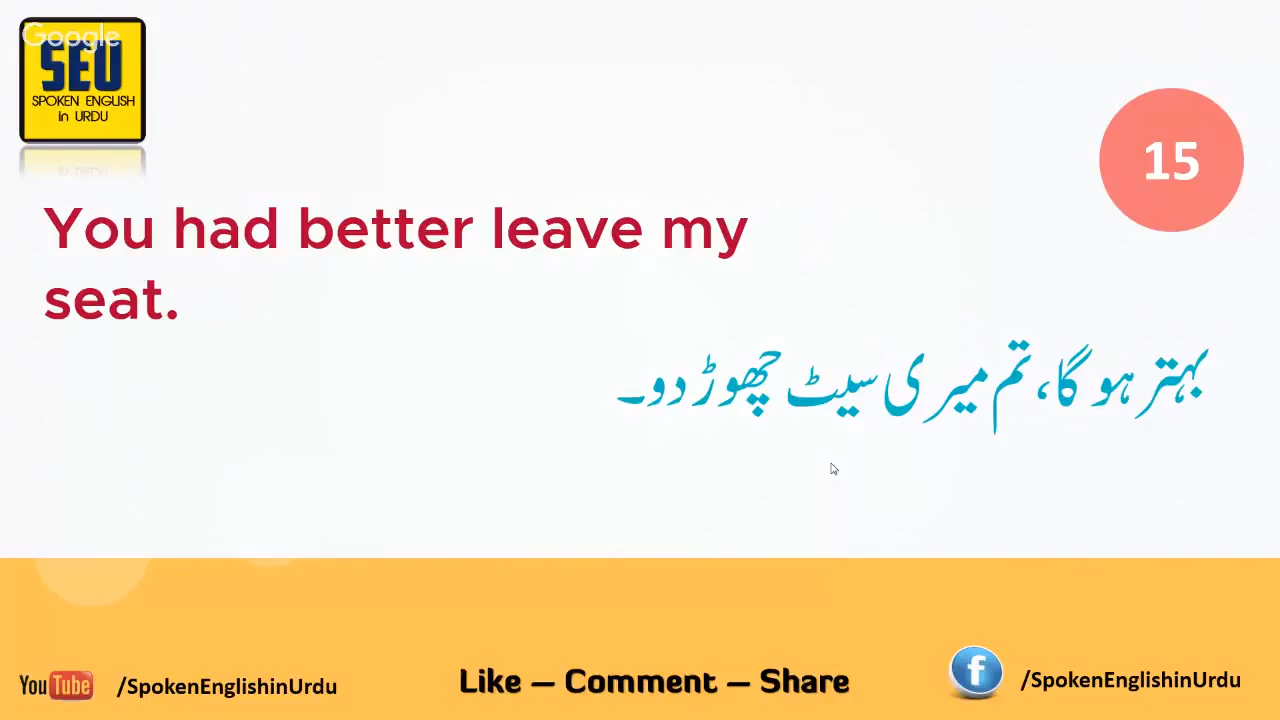 Google
SEU
SPOKEN ENGLISH
in URDU
15
You had better leave my
seat.
بہتر ہو گا، تم میری سیٹ چھوڑ دو۔
YouTube /SpokenEnglishinUrdu
Like – Comment – Share
f /SpokenEnglishinUrdu